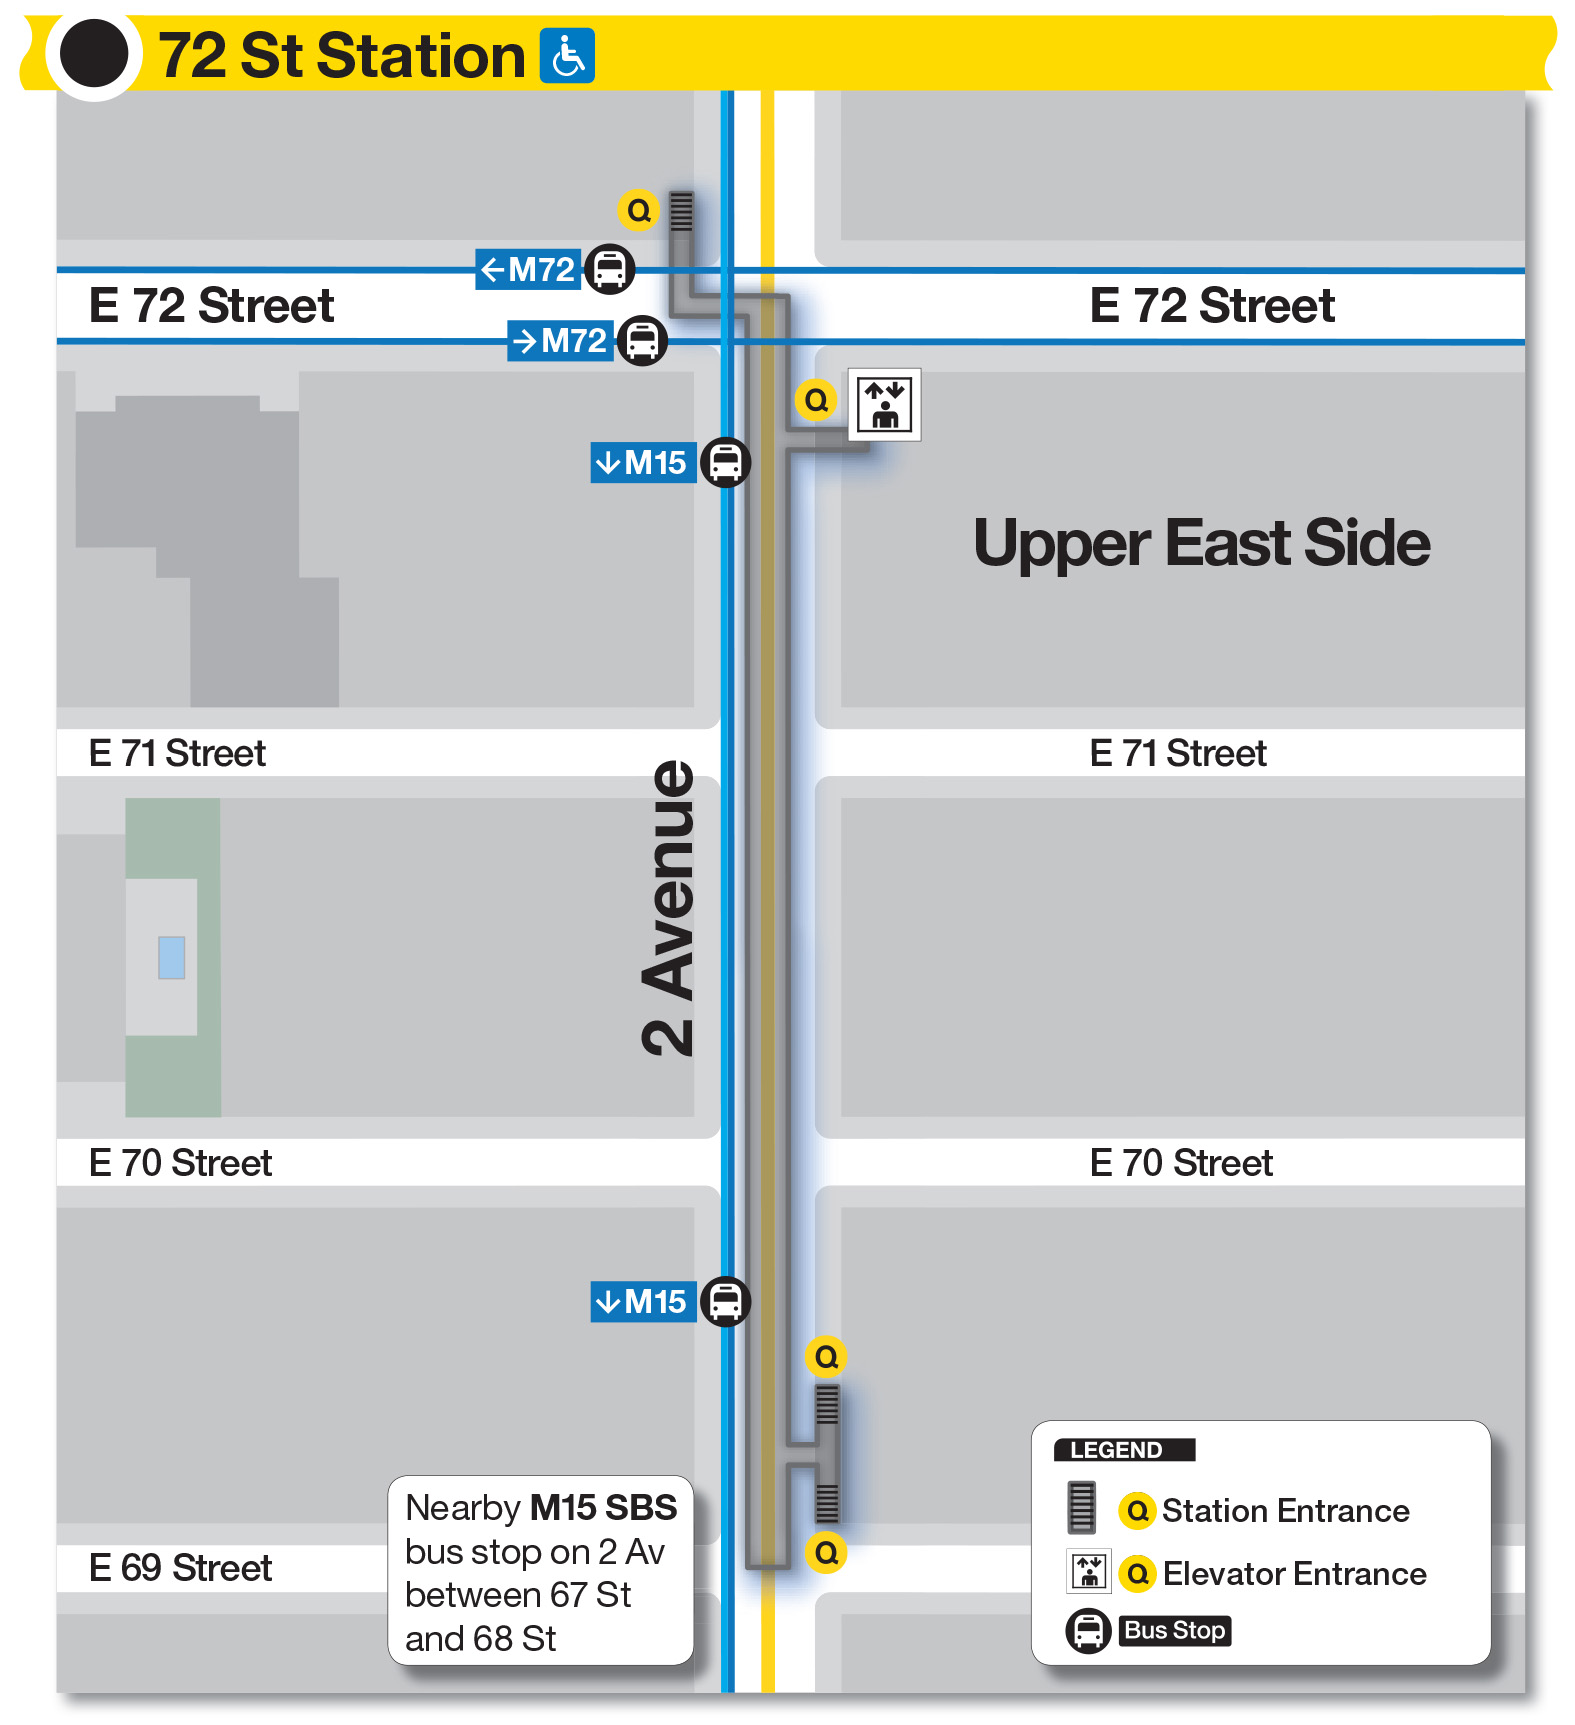 72 St Station
Q
←M72
E 72 Street
E 72 Street
→M72
Q
↓M15
Upper East Side
E 71 Street
E 71 Street
2 Avenue
E 70 Street
E 70 Street
↓M15
Q
Q
E 69 Street
Nearby M15 SBS
bus stop on 2 Av
between 67 St
and 68 St
LEGEND
Q Station Entrance
Q Elevator Entrance
Bus Stop